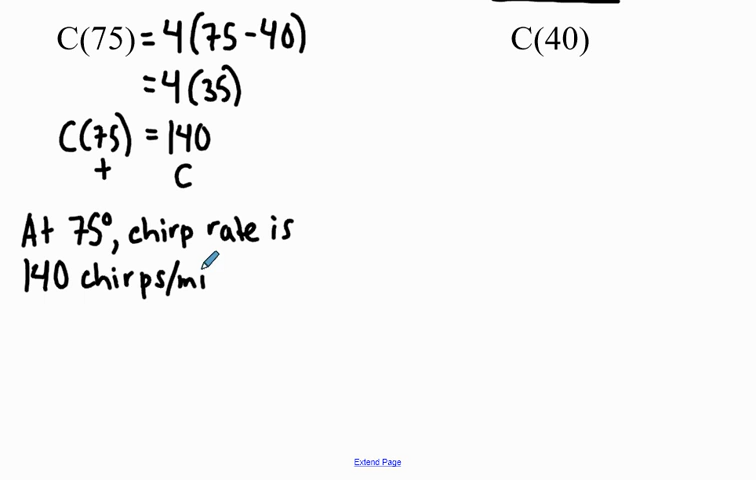 C(75) = 4(75 - 40)
= 4(35)
C(75) = 140
t C
At 75°, chirp rate is
140 chirps/mi
C(40)
Extend Page